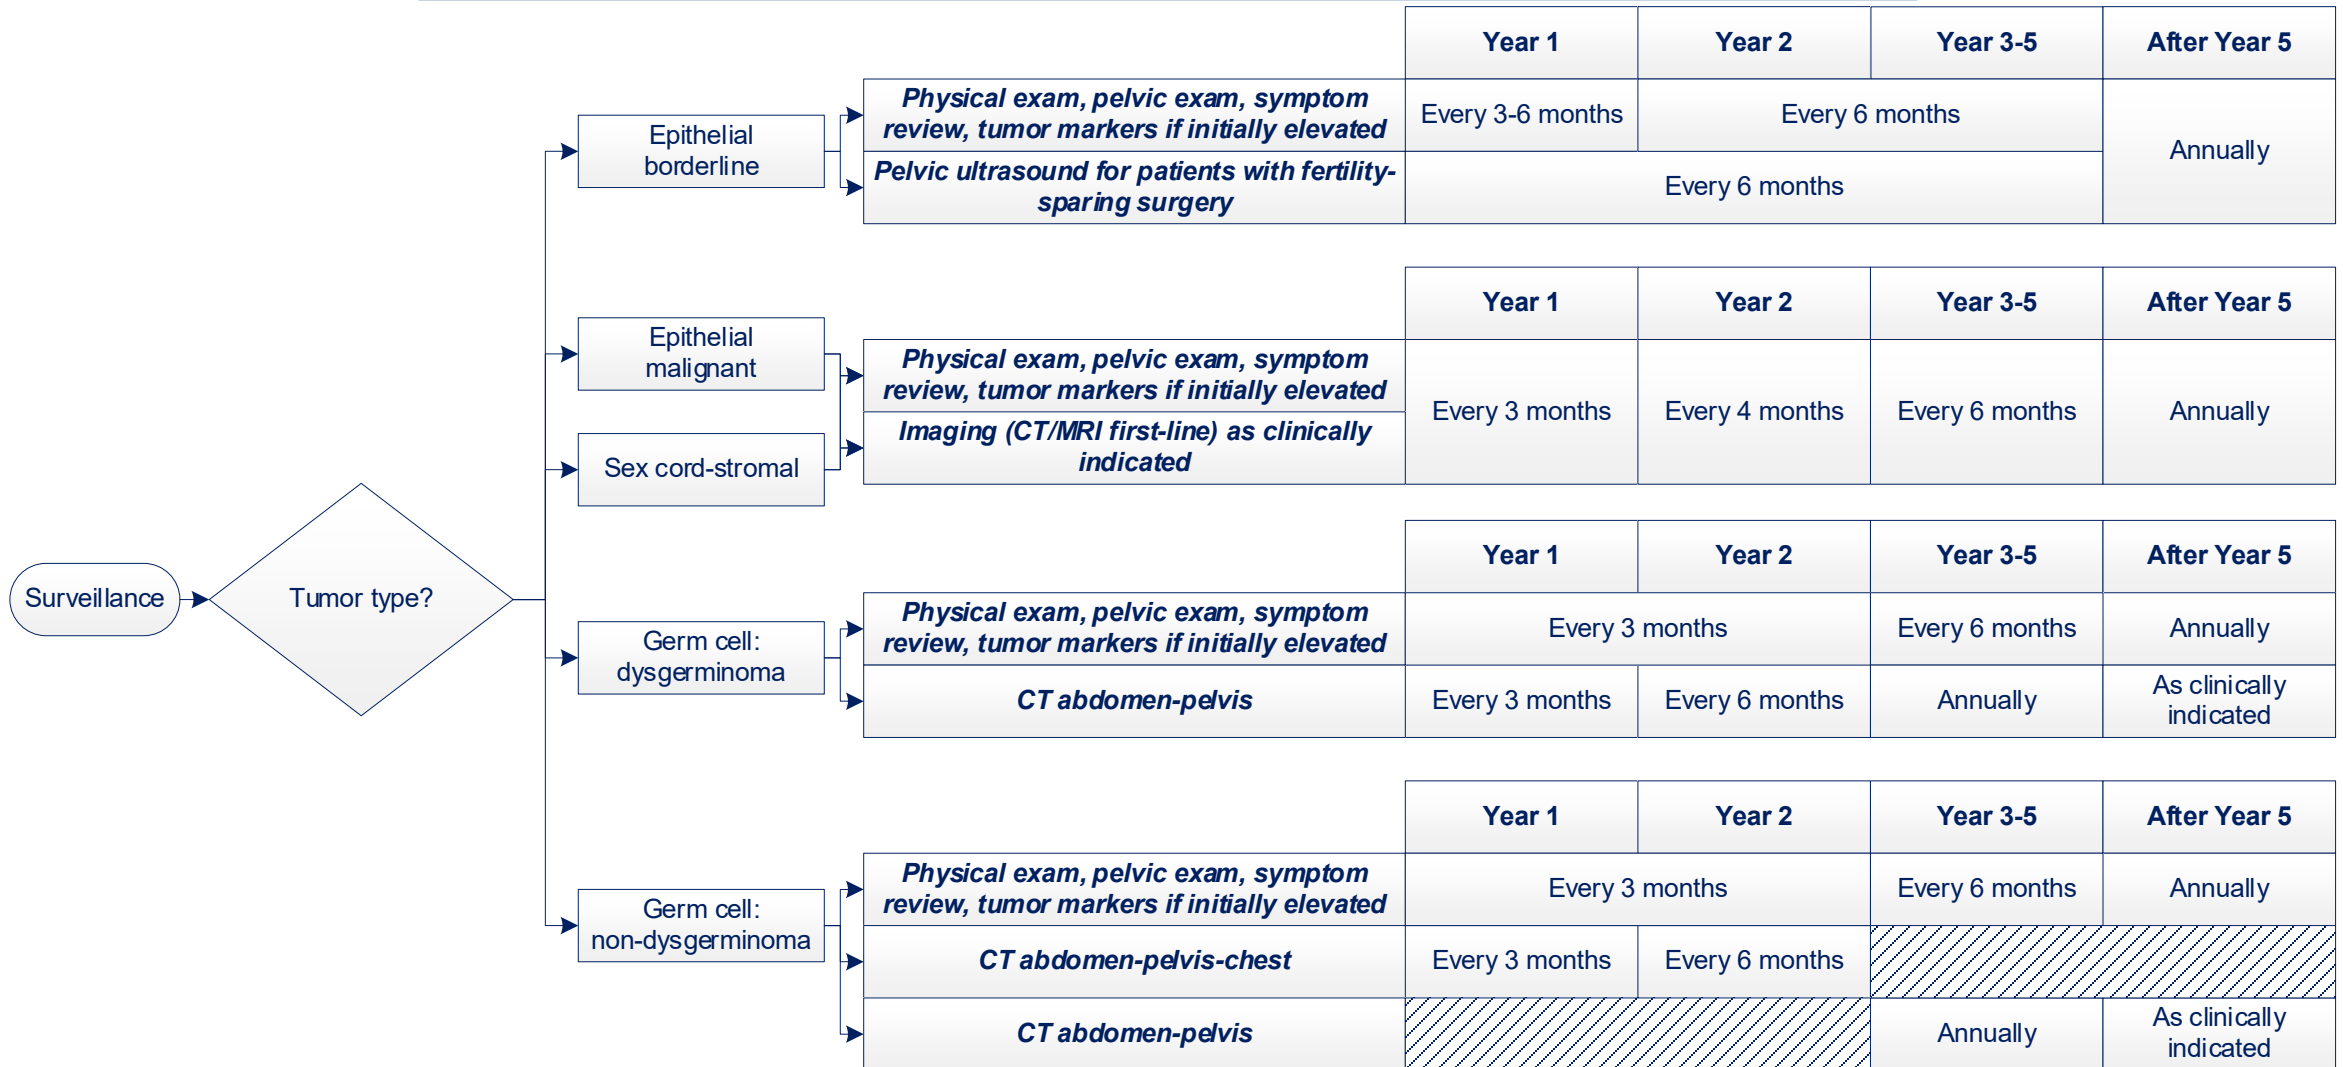 Year 1
Year 2
Year 3-5
After Year 5
Epithelial
borderline
Physical exam, pelvic exam, symptom
review, tumor markers if initially elevated
Every 3-6 months
Every 6 months
Annually
Pelvic ultrasound for patients with fertility-
sparing surgery
Every 6 months
Year 1
Year 2
Year 3-5
After Year 5
Epithelial
malignant
Sex cord-stromal
Physical exam, pelvic exam, symptom
review, tumor markers if initially elevated
Imaging (CT/MRI first-line) as clinically
indicated
Every 3 months
Every 4 months
Every 6 months
Annually
Surveillance
Tumor type?
Year 1
Year 2
Year 3-5
After Year 5
Germ cell:
dysgerminoma
Physical exam, pelvic exam, symptom
review, tumor markers if initially elevated
Every 3 months
Every 6 months
Annually
CT abdomen-pelvis
Every 3 months
Every 6 months
Annually
As clinically
indicated
Year 1
Year 2
Year 3-5
After Year 5
Germ cell:
non-dysgerminoma
Physical exam, pelvic exam, symptom
review, tumor markers if initially elevated
Every 3 months
Every 6 months
Annually
CT abdomen-pelvis-chest
Every 3 months
Every 6 months
CT abdomen-pelvis
Annually
As clinically
indicated